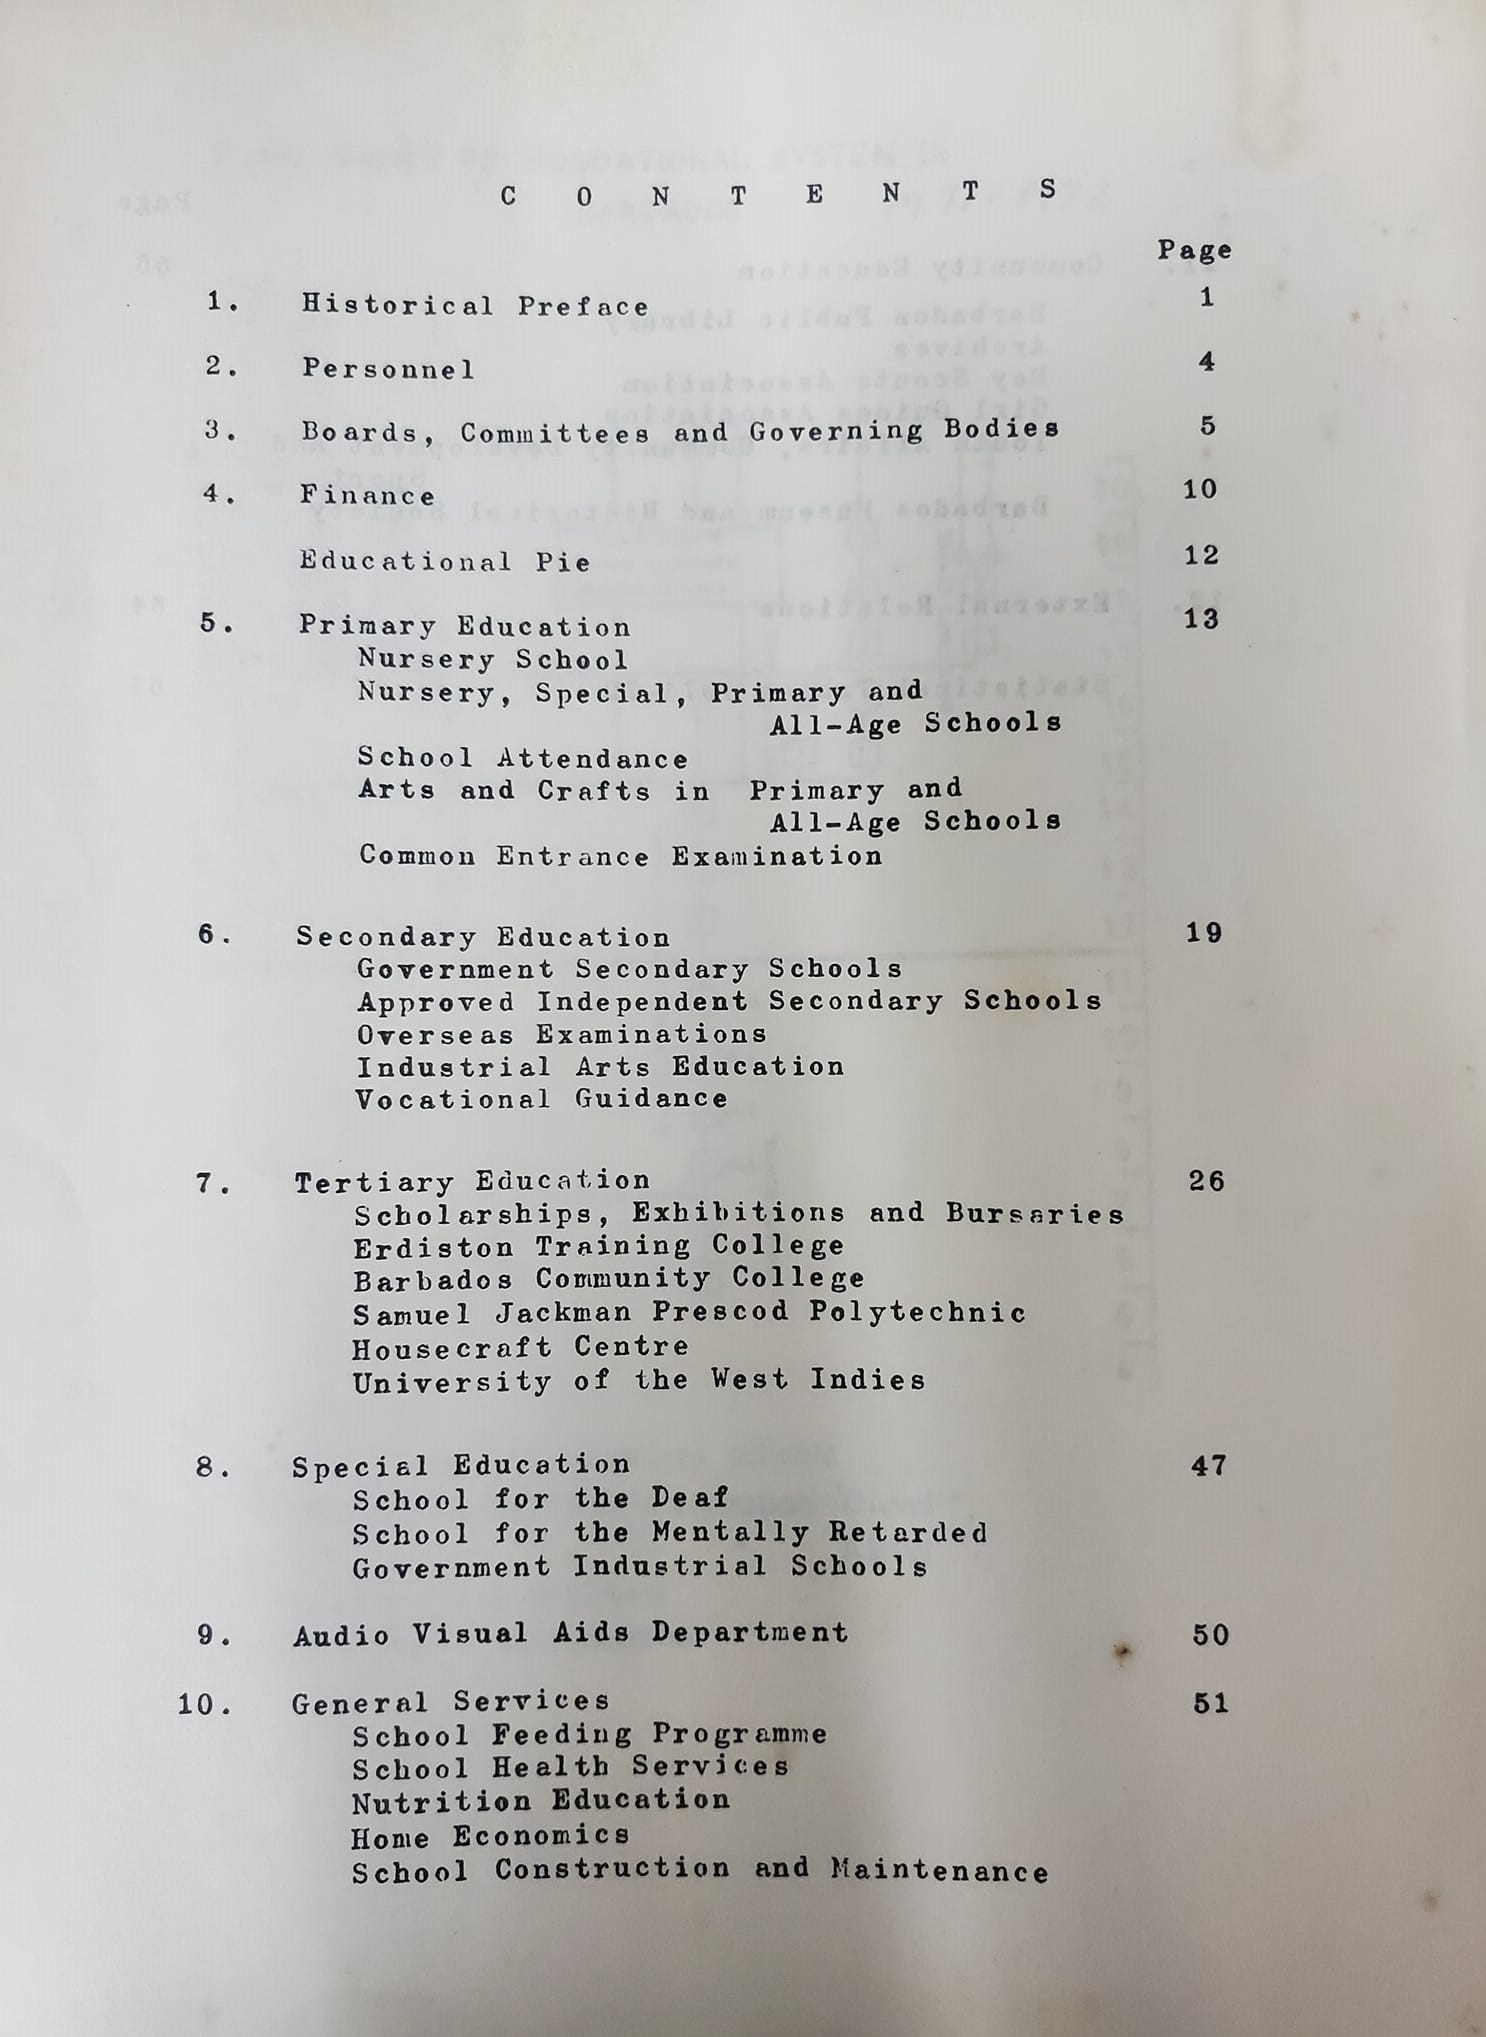 C O N T E N T S
Page
1. Historical Preface 1
2. Personnel 4
3. Boards, Committees and Governing Bodies 5
4. Finance 10
Educational Pie 12
5. Primary Education 13
Nursery School
Nursery, Special, Primary and
All-Age Schools
School Attendance
Arts and Crafts in Primary and
All-Age Schools
Common Entrance Examination
6. Secondary Education 19
Government Secondary Schools
Approved Independent Secondary Schools
Overseas Examinations
Industrial Arts Education
Vocational Guidance
7. Tertiary Education 26
Scholarships, Exhibitions and Bursaries
Erdiston Training College
Barbados Community College
Samuel Jackman Prescod Polytechnic
Housecraft Centre
University of the West Indies
8. Special Education 47
School for the Deaf
School for the Mentally Retarded
Government Industrial Schools
9. Audio Visual Aids Department 50
10. General Services 51
School Feeding Programme
School Health Services
Nutrition Education
Home Economics
School Construction and Maintenance